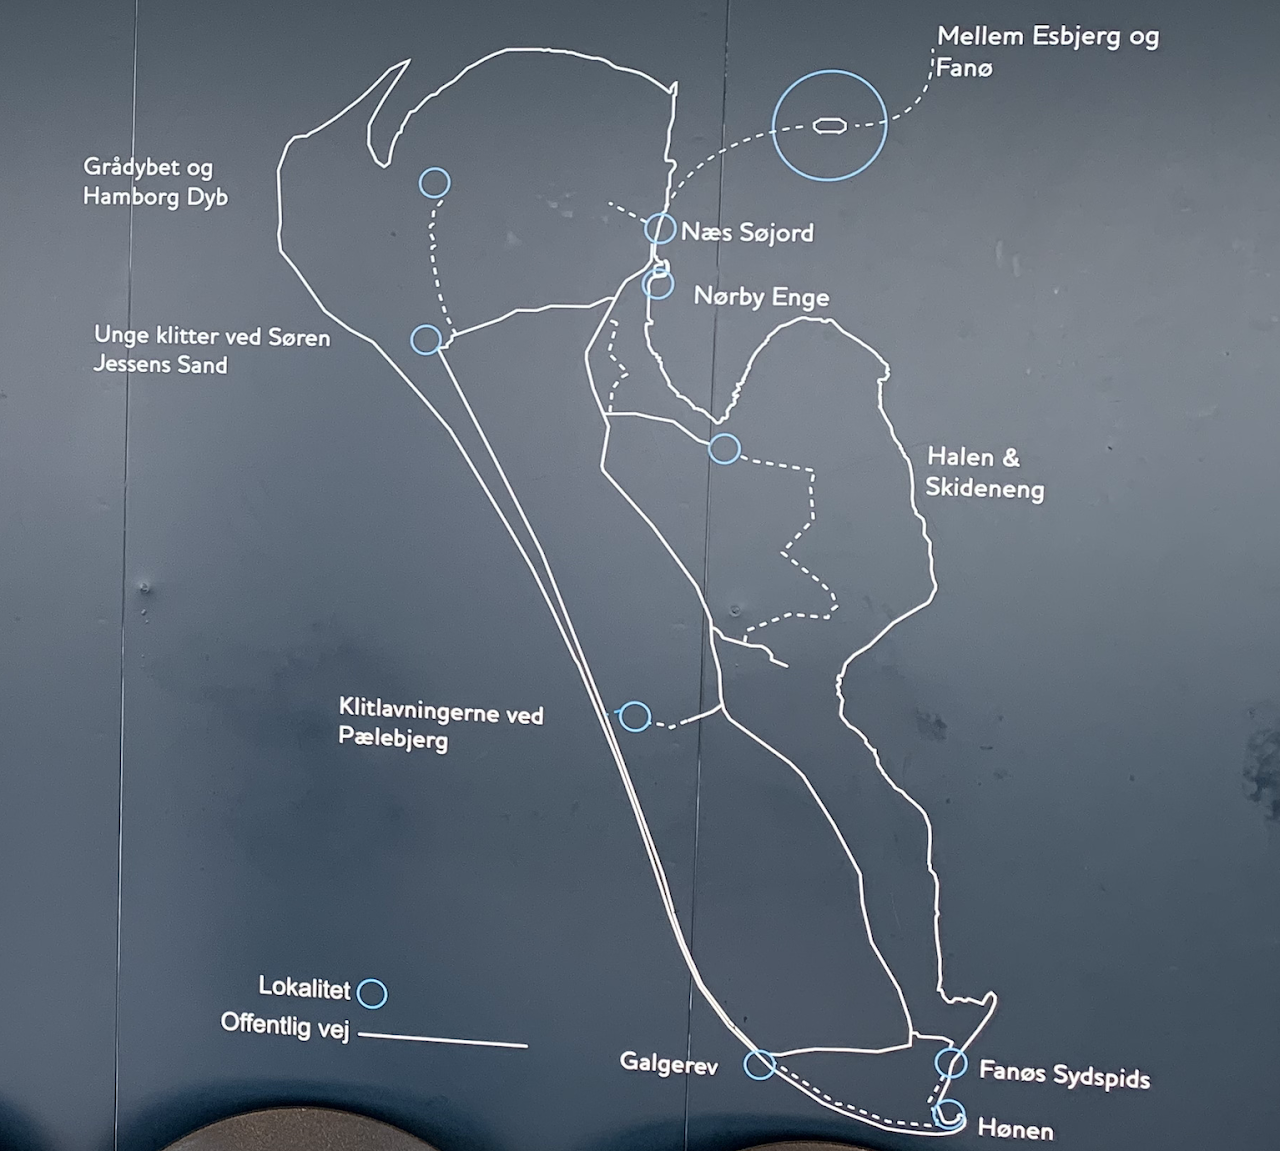 Mellem Esbjerg og
Fanø
Grådybet og
Hamborg Dyb
Næs Søjord
Nørby Enge
Unge klitter ved Søren
Jessens Sand
Halen &
Skideneng
Klitlavningerne ved
Pælebjerg
Lokalitet
Offentlig vej
Galgerev
Fanøs Sydspids
Hønen